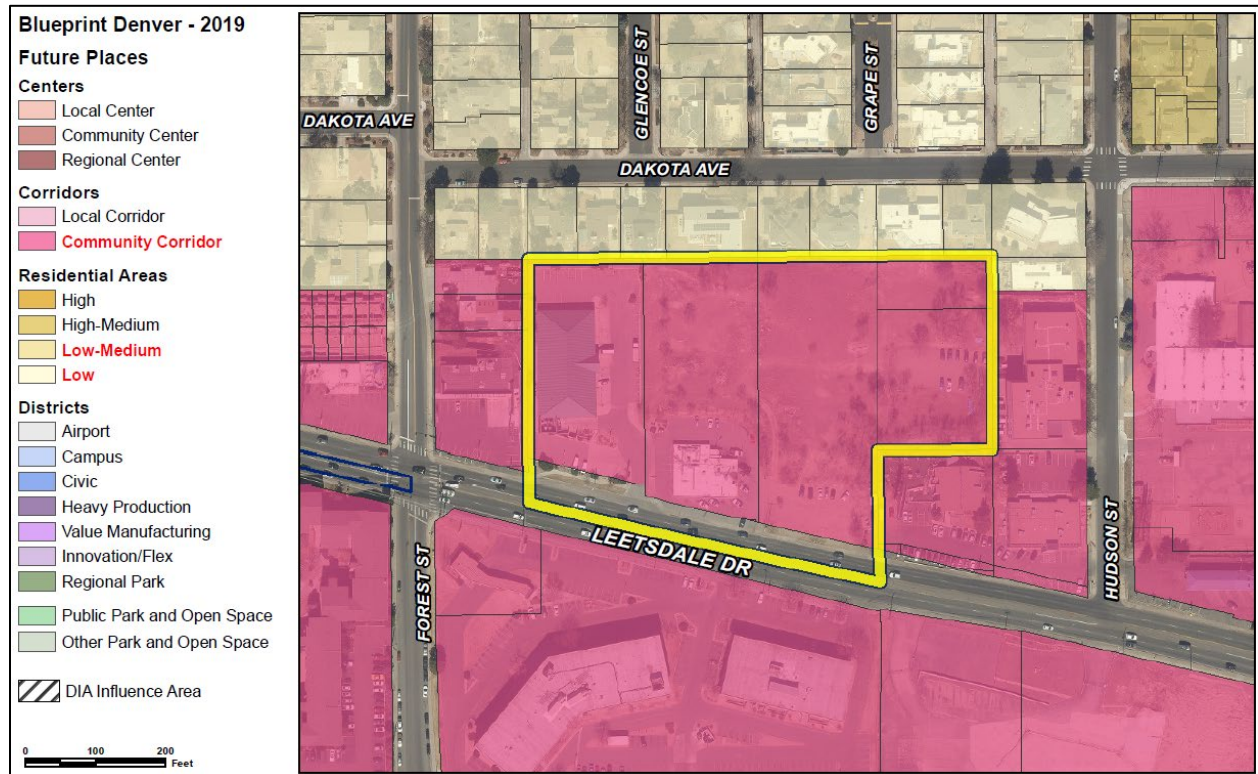 Blueprint Denver - 2019
Future Places
Centers
Local Center
Community Center
Regional Center
Corridors
Local Corridor
Community Corridor
Residential Areas
High
High-Medium
Low-Medium
Low
Districts
Airport
Campus
Civic
Heavy Production
Value Manufacturing
Innovation/Flex
Regional Park
Public Park and Open Space
Other Park and Open Space
DIA Influence Area
0 100 200
Feet
GLENCOE ST
GRAPE ST
DAKOTA AVE
DAKOTA AVE
LEETSDALE DR
FOREST ST
HUDSON ST